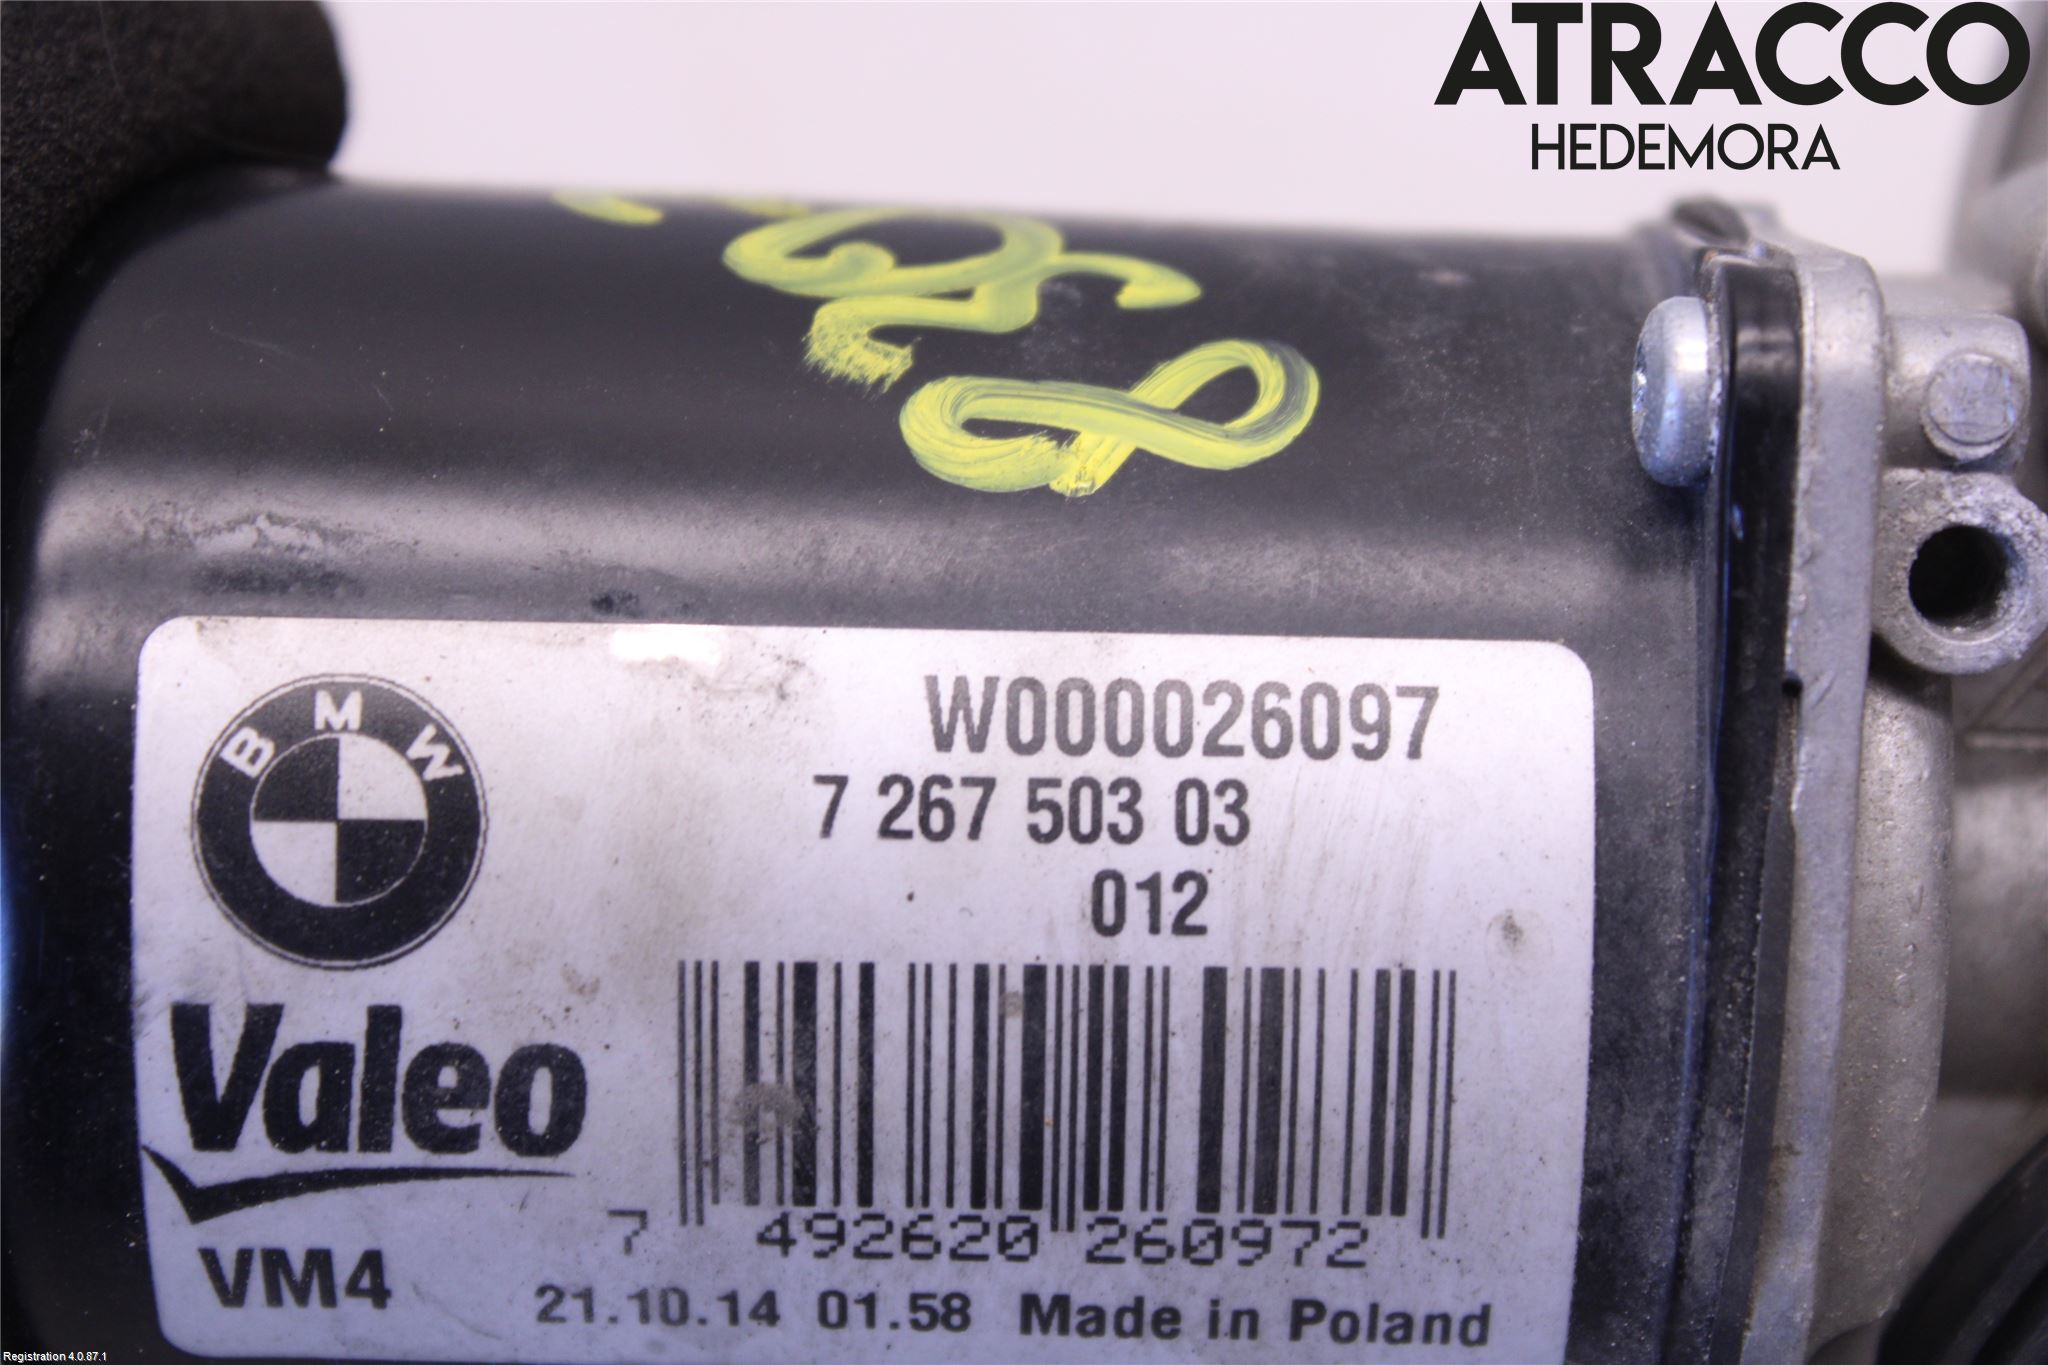 ATRACCO
HEDEMORA
8
BMW
W000026097
7 267 503 03
012
Valeo
7 492620 260972
VM4
21.10.14 01.58 Made in Poland
Registration 4.0.87.1